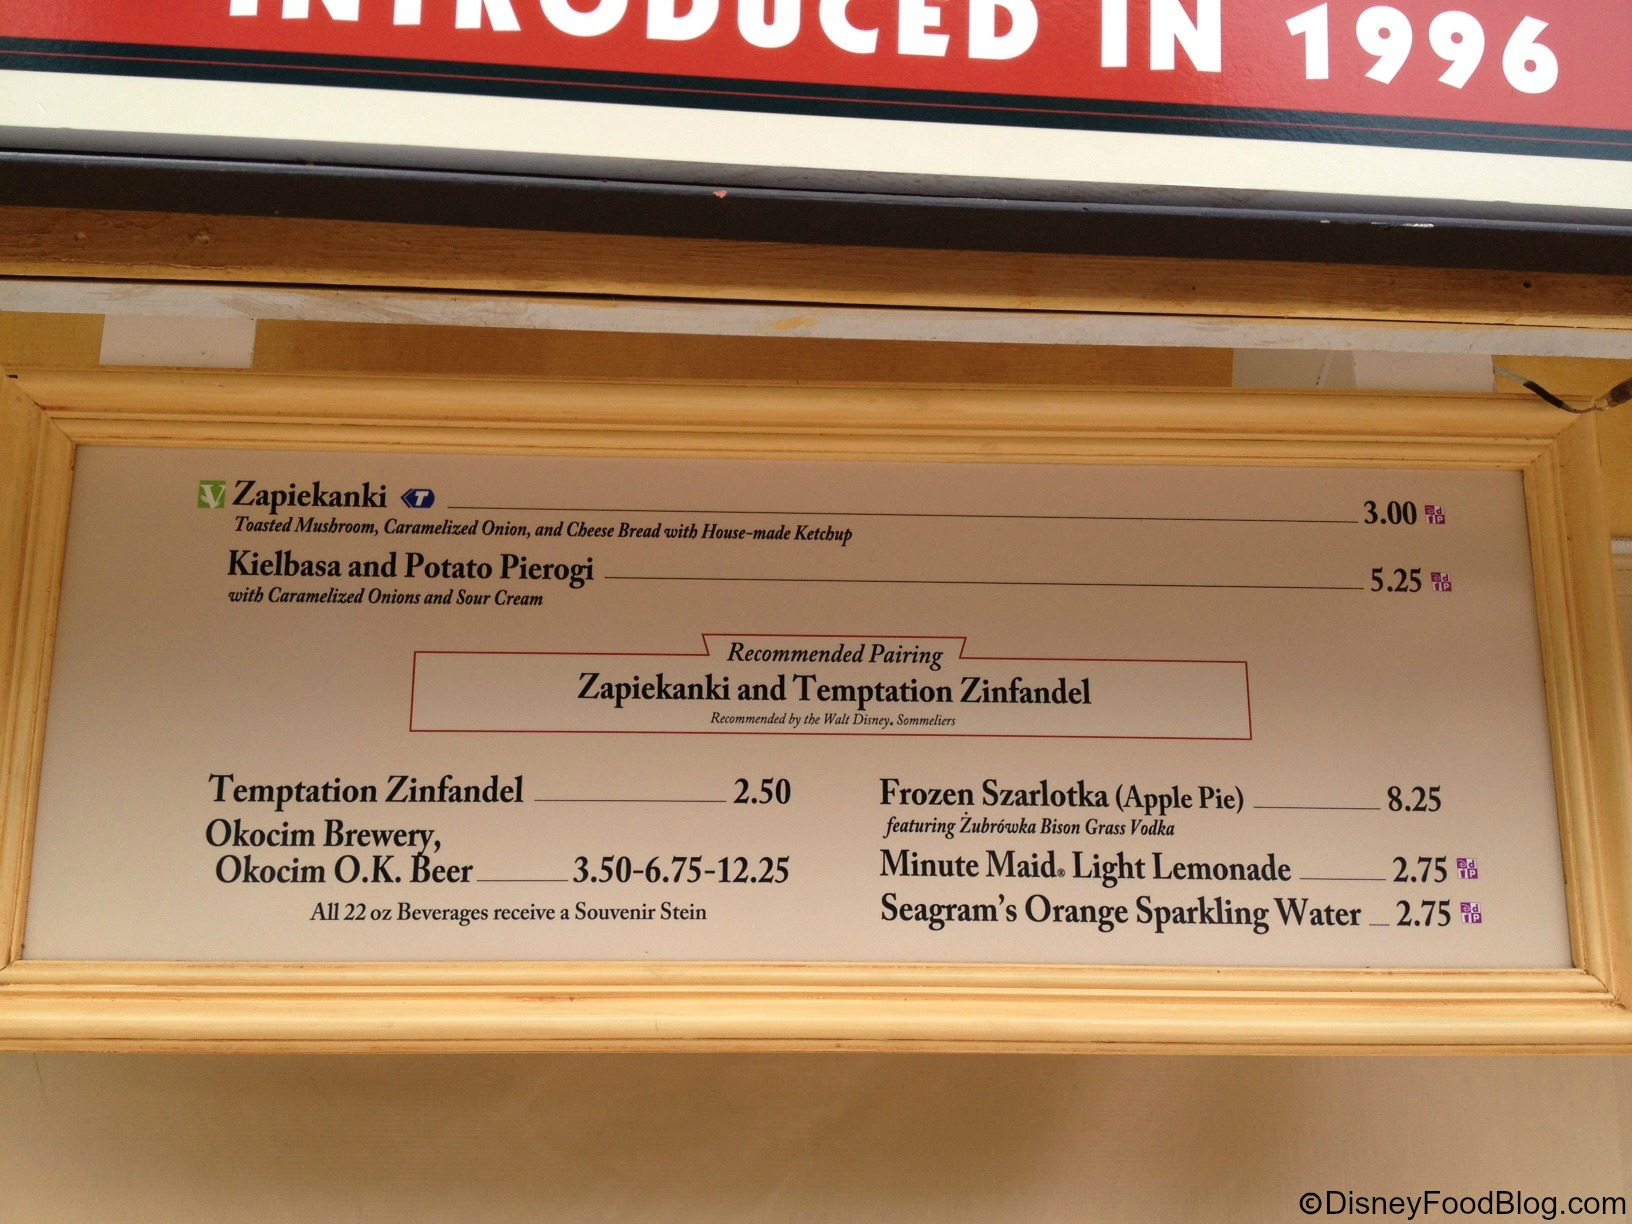 INTRODUCED IN 1996
V Zapiekanki T 3.00
Toasted Mushroom, Caramelized Onion, and Cheese Bread with House-made Ketchup
Kielbasa and Potato Pierogi 5.25
with Caramelized Onions and Sour Cream
Recommended Pairing
Zapiekanki and Temptation Zinfandel
Recommended by the Walt Disney® Sommeliers
Temptation Zinfandel 2.50
Okocim Brewery,
Okocim O.K. Beer 3.50-6.75-12.25
All 22 oz Beverages receive a Souvenir Stein
Frozen Szarlotka (Apple Pie) 8.25
featuring Żubrówka Bison Grass Vodka
Minute Maid® Light Lemonade 2.75
Seagram's Orange Sparkling Water 2.75
©DisneyFoodBlog.com